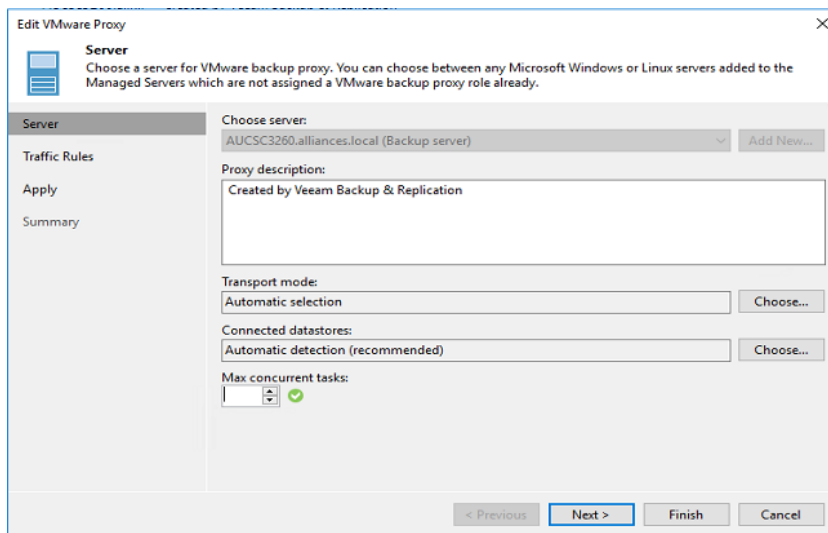 Edit VMware Proxy
Server
Choose a server for VMware backup proxy. You can choose between any Microsoft Windows or Linux servers added to the
Managed Servers which are not assigned a VMware backup proxy role already.
Server
Choose server:
AUCSC3260.alliances.local (Backup server)
Add New...
Traffic Rules
Proxy description:
Apply
Created by Veeam Backup & Replication
Summary
Transport mode:
Automatic selection
Choose...
Connected datastores:
Automatic detection (recommended)
Choose...
Max concurrent tasks:
< Previous
Next >
Finish
Cancel